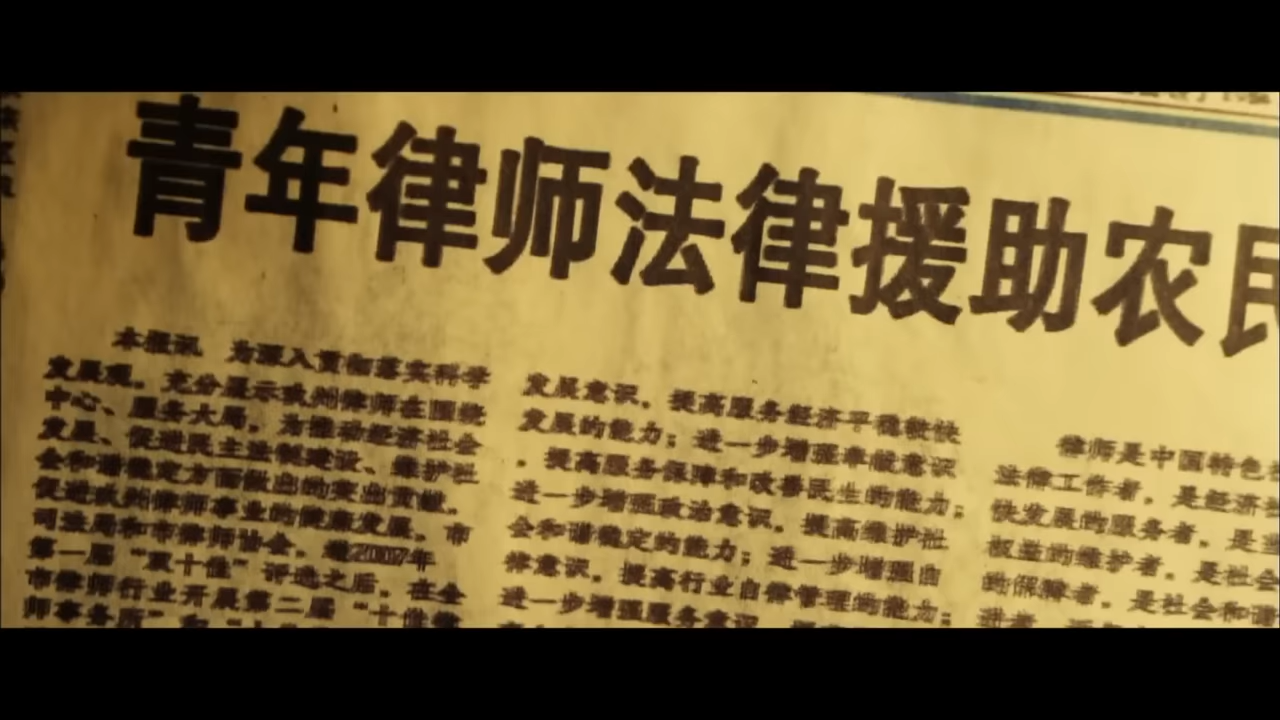 青年律师法律援助农民
本报讯 为深入贯彻落实科学
发展观。充分展示我州律师在围绕
中心、服务大局。为推动经济社会
发展、促进民主法制建设、维护社
会和谐稳定方面做出的突出贡献。
促进我州律师事业的健康发展。市
司法局和市律师协会。继2007年
第一届“双十佳”评选之后。在全
市律师行业开展第二届“十佳律
师事务所”和
发展意识。提高服务经济平稳较快
发展的能力；进一步增强奉献意识
。提高服务保障和改善民生的能力；
进一步增强政治意识。提高维护社
会和谐稳定的能力；进一步增强自
律意识。提高行业自律管理的能力；
进一步增强服务意识
律师是中国特色
法律工作者。是经济
快发展的服务者。是
权益的维护者。是社会
的保障者。是社会和谐